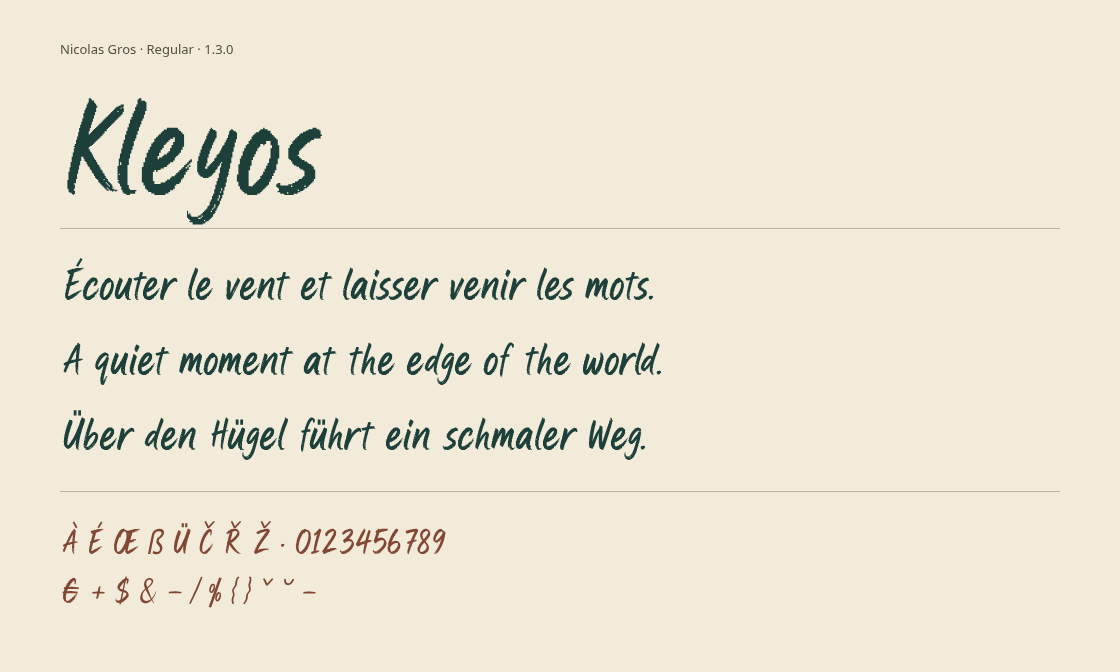 Nicolas Gros · Regular · 1.3.0
Kleyos
Écouter le vent et laisser venir les mots.
A quiet moment at the edge of the world.
Über den Hügel führt ein schmaler Weg.
À É Œ ß Ü Č Ř Ž · 0123456789
€ + $ & – / % { } ˇ ˘ –